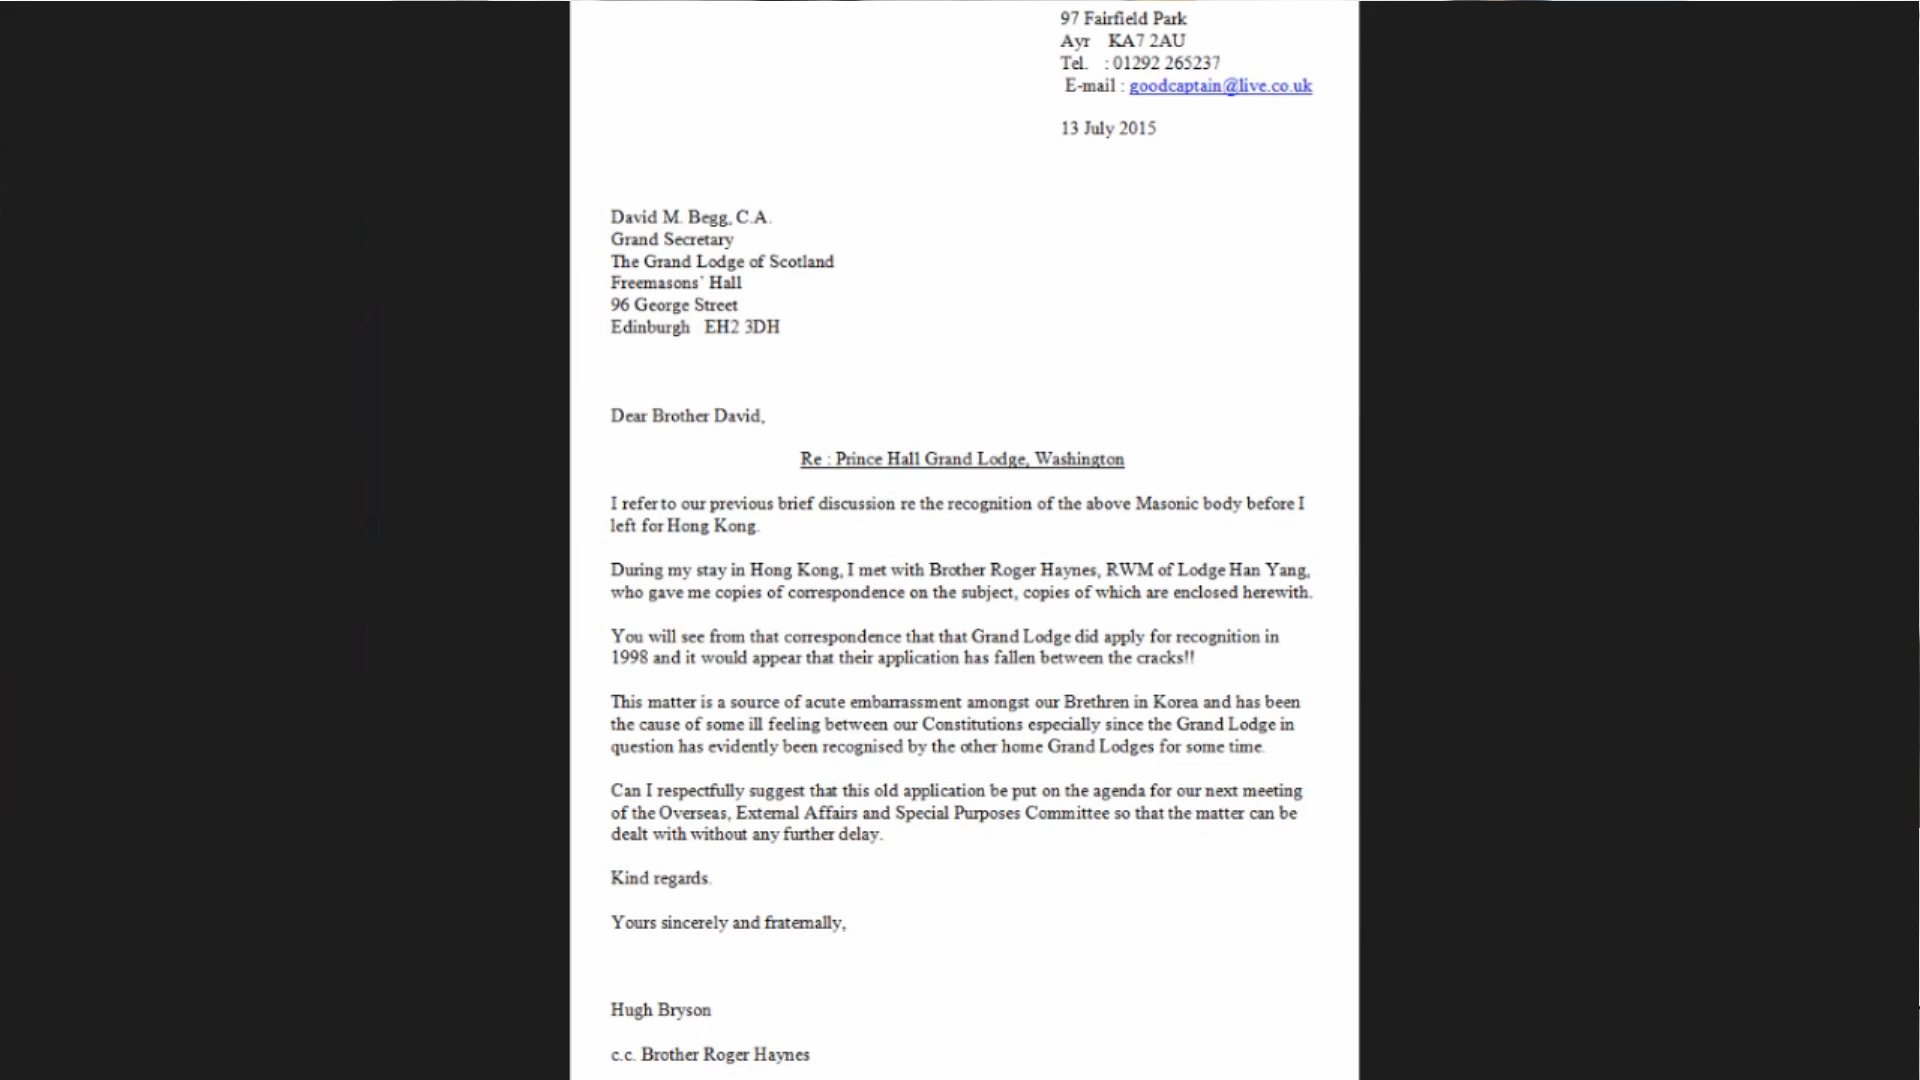 97 Fairfield Park
Ayr KA7 2AU
Tel. : 01292 265237
E-mail : goodcaptain@live.co.uk
13 July 2015
David M. Begg, C.A.
Grand Secretary
The Grand Lodge of Scotland
Freemasons' Hall
96 George Street
Edinburgh EH2 3DH
Dear Brother David,
Re : Prince Hall Grand Lodge, Washington
I refer to our previous brief discussion re the recognition of the above Masonic body before I
left for Hong Kong.
During my stay in Hong Kong, I met with Brother Roger Haynes, RWM of Lodge Han Yang,
who gave me copies of correspondence on the subject, copies of which are enclosed herewith.
You will see from that correspondence that that Grand Lodge did apply for recognition in
1998 and it would appear that their application has fallen between the cracks!!
This matter is a source of acute embarrassment amongst our Brethren in Korea and has been
the cause of some ill feeling between our Constitutions especially since the Grand Lodge in
question has evidently been recognised by the other home Grand Lodges for some time.
Can I respectfully suggest that this old application be put on the agenda for our next meeting
of the Overseas, External Affairs and Special Purposes Committee so that the matter can be
dealt with without any further delay.
Kind regards.
Yours sincerely and fraternally,
Hugh Bryson
c.c. Brother Roger Haynes